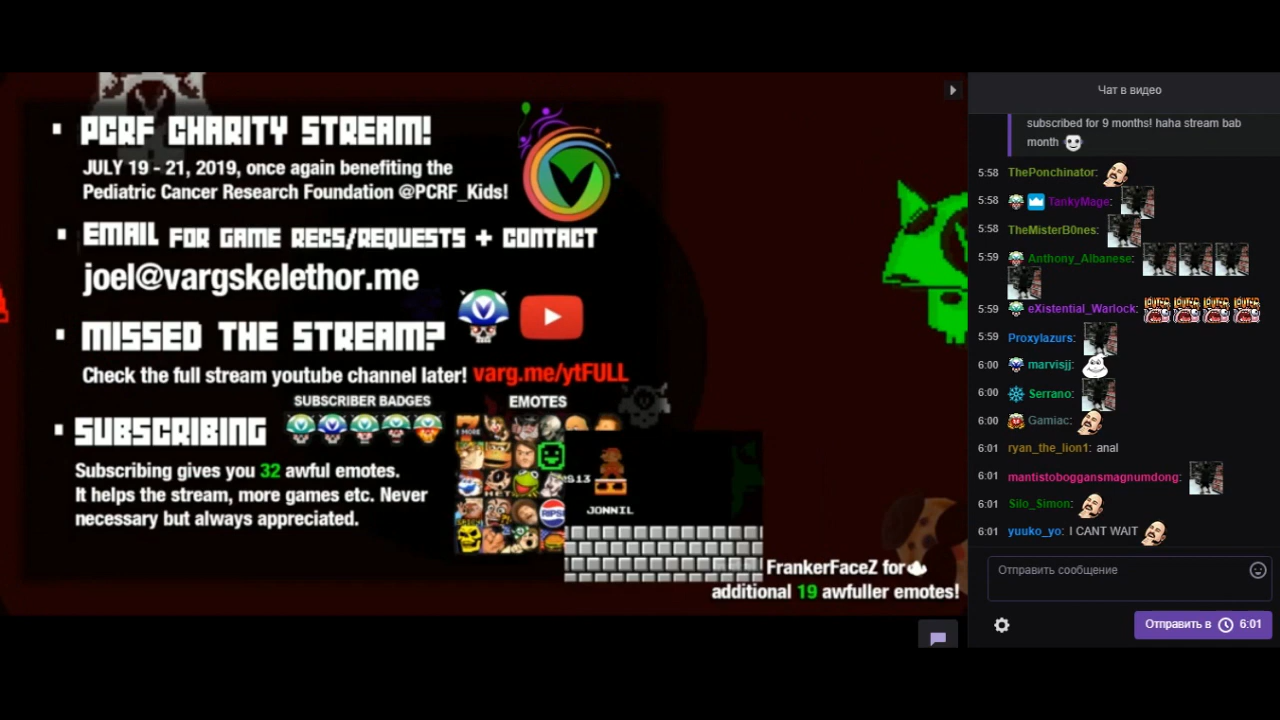 PCRF CHARITY STREAM!
JULY 19 - 21, 2019, once again benefiting the
Pediatric Cancer Research Foundation @PCRF_Kids!
EMAIL FOR GAME RECS/REQUESTS + CONTACT
joel@vargskelethor.me
MISSED THE STREAM?
Check the full stream youtube channel later! varg.me/ytFULL
SUBSCRIBER BADGES
EMOTES
SUBSCRIBING
Subscribing gives you 32 awful emotes.
It helps the stream, more games etc. Never
necessary but always appreciated.
JONNIL
FrankerFaceZ for
additional 19 awfuller emotes!
Чат в видео
subscribed for 9 months! haha stream bab
month
5:58 ThePonchinator:
5:58 TankyMage:
5:58 TheMisterB0nes:
5:59 Anthony_Albanese:
5:59 eXistential_Warlock:
5:59 Proxylazurs:
6:00 marvisjj:
6:00 Serrano:
6:00 Gamiac:
6:01 ryan_the_lion1: anal
6:01 mantistoboggansmagnumdong:
6:01 Silo_Simon:
6:01 yuuko_yo: I CANT WAIT
Отправить сообщение
Отправить в 6:01